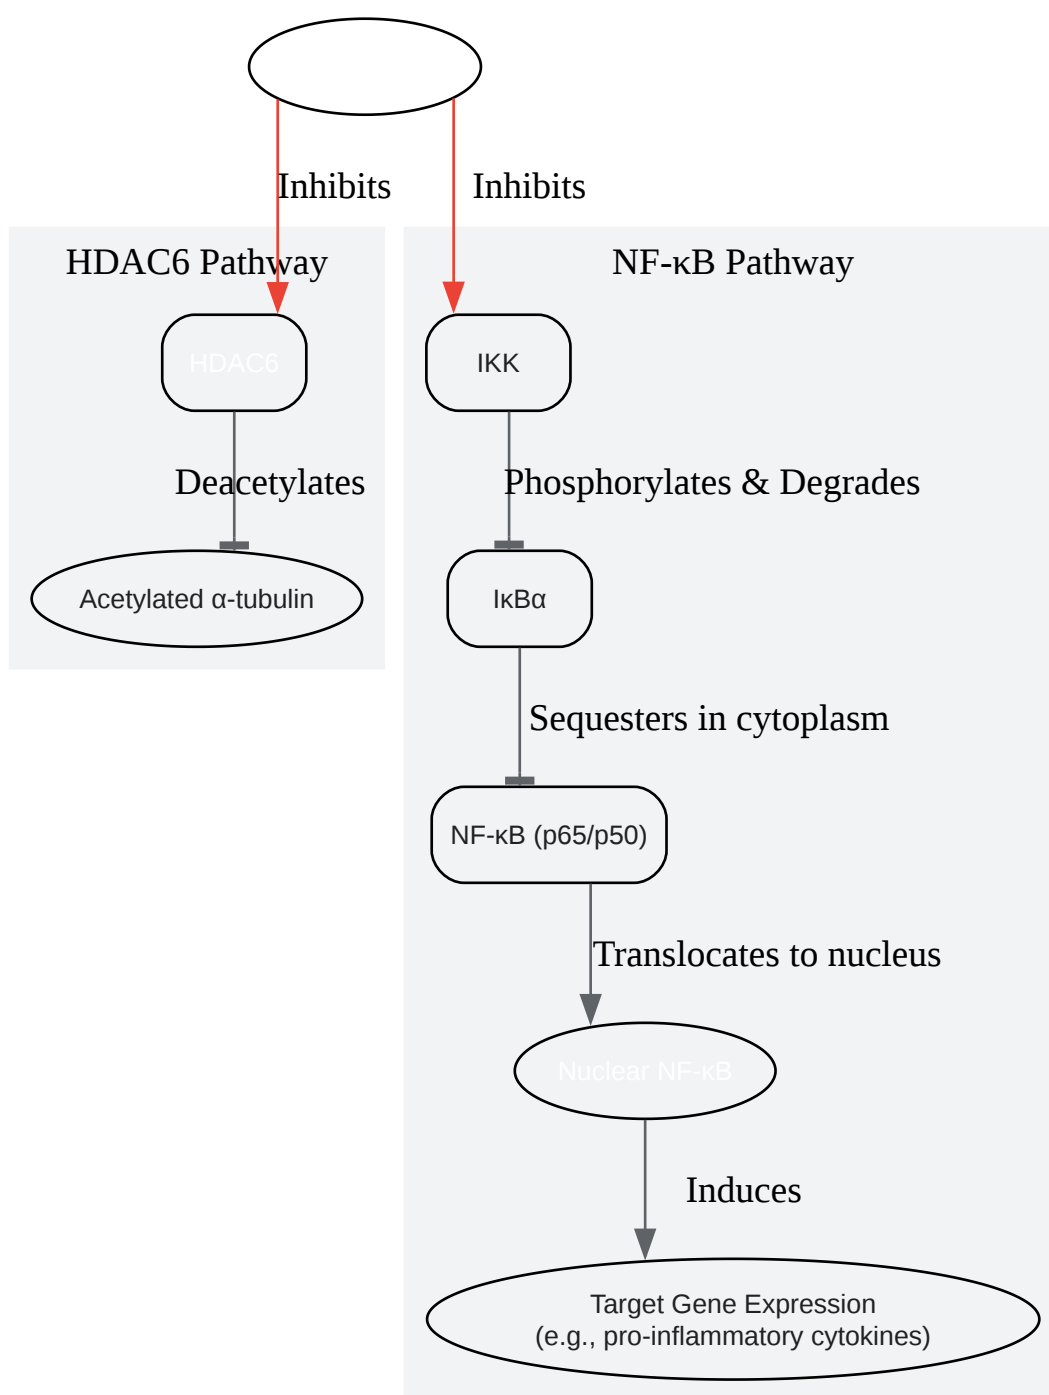 Inhibits
Inhibits
HDAC6 Pathway
NF-κB Pathway
HDAC6
IKK
Deacetylates
Phosphorylates & Degrades
Acetylated α-tubulin
IκBα
Sequesters in cytoplasm
NF-κB (p65/p50)
Translocates to nucleus
Nuclear NF-κB
Induces
Target Gene Expression
(e.g., pro-inflammatory cytokines)